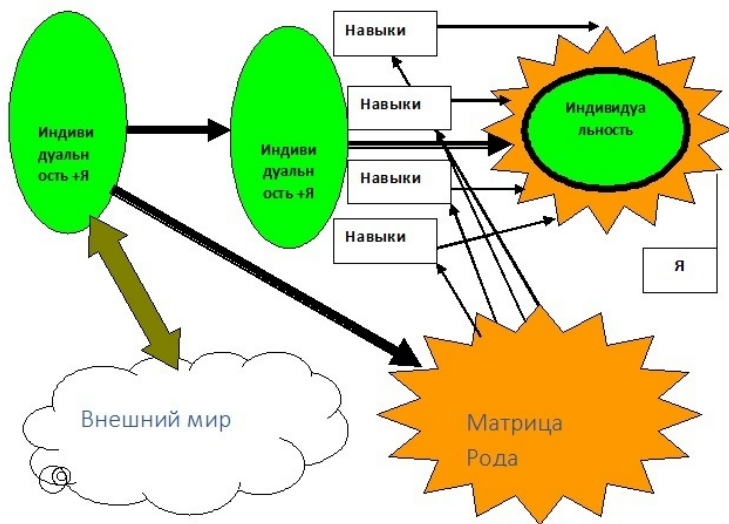 Индиви
дуальн
ость +Я
Индиви
дуальн
ость +Я
Навыки
Навыки
Навыки
Навыки
Индивидуа
льность
Я
Внешний мир
Матрица
Рода